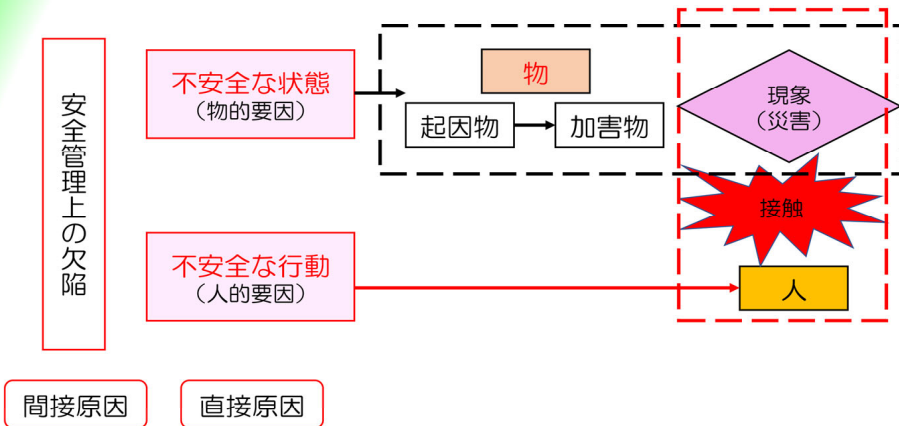 安全管理上の欠陥
不安全な状態
（物的要因）
物
起因物
加害物
現象
（災害）
接触
不安全な行動
（人的要因）
人
間接原因
直接原因